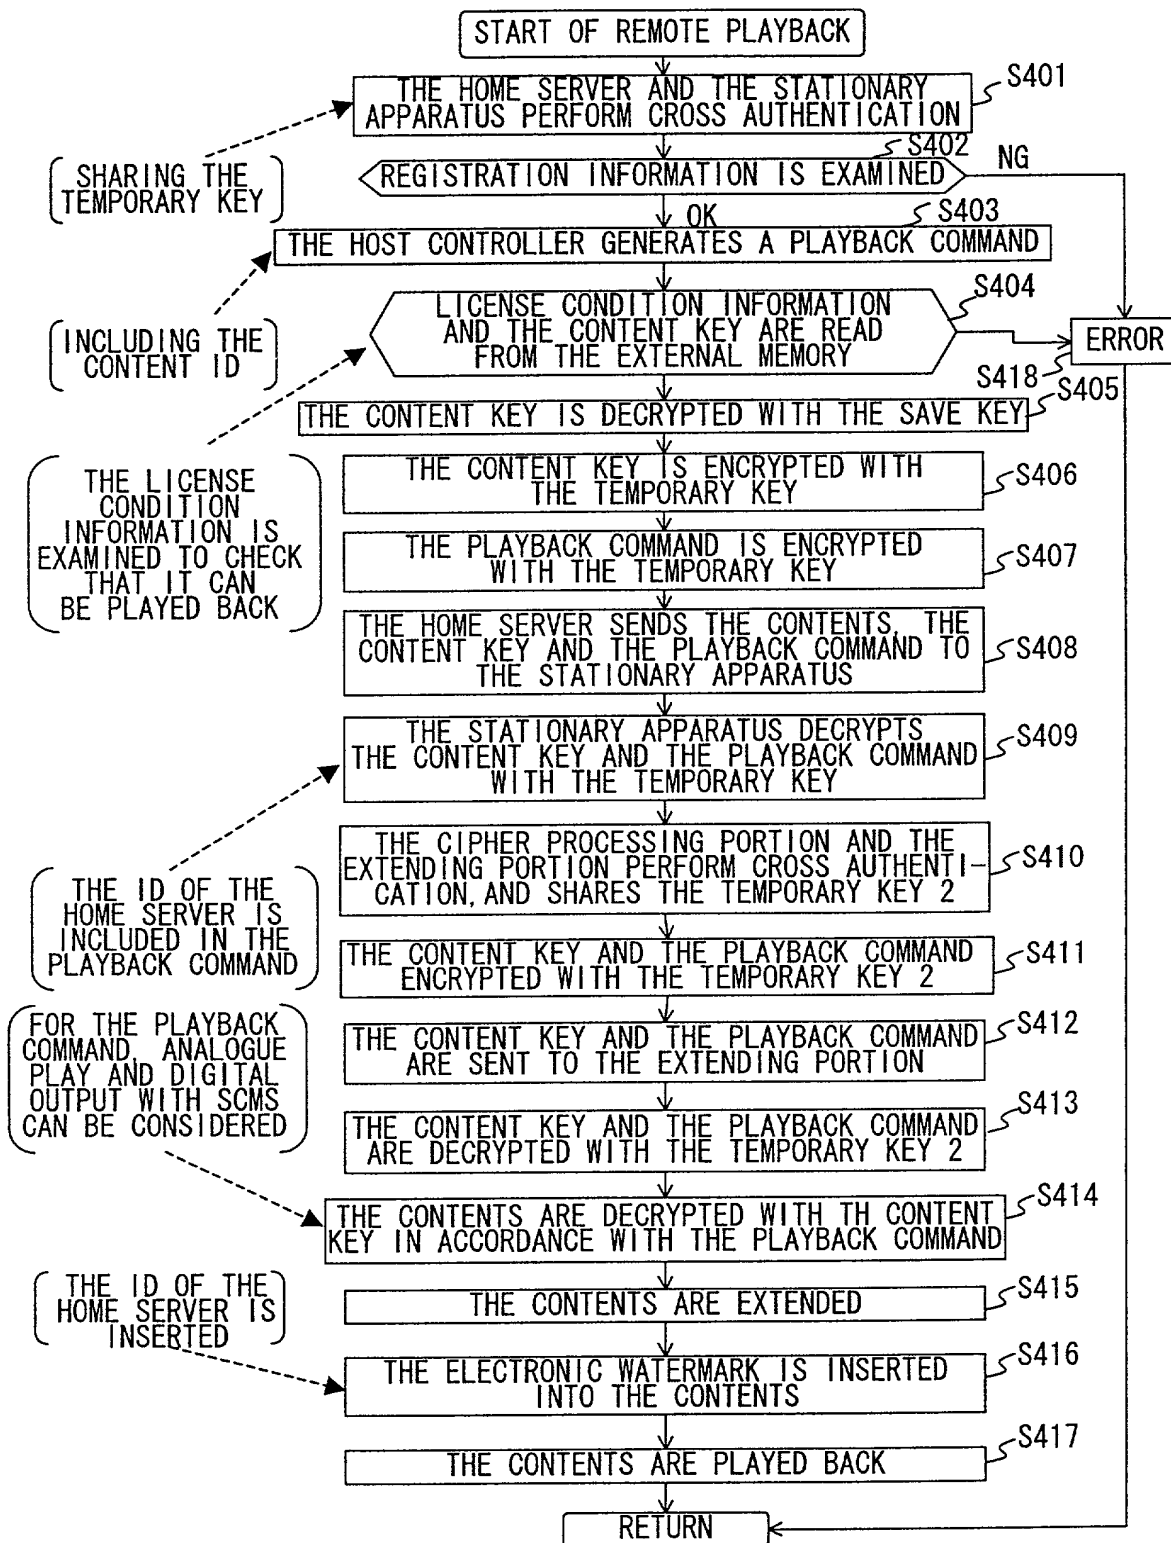 START OF REMOTE PLAYBACK
THE HOME SERVER AND THE STATIONARY
APPARATUS PERFORM CROSS AUTHENTICATION
S401
SHARING THE
TEMPORARY KEY
REGISTRATION INFORMATION IS EXAMINED
S402
NG
OK
THE HOST CONTROLLER GENERATES A PLAYBACK COMMAND
S403
INCLUDING THE
CONTENT ID
LICENSE CONDITION INFORMATION
AND THE CONTENT KEY ARE READ
FROM THE EXTERNAL MEMORY
S404
ERROR
S418
THE CONTENT KEY IS DECRYPTED WITH THE SAVE KEY
S405
THE LICENSE
CONDITION
INFORMATION IS
EXAMINED TO CHECK
THAT IT CAN
BE PLAYED BACK
THE CONTENT KEY IS ENCRYPTED WITH
THE TEMPORARY KEY
S406
THE PLAYBACK COMMAND IS ENCRYPTED
WITH THE TEMPORARY KEY
S407
THE HOME SERVER SENDS THE CONTENTS, THE
CONTENT KEY AND THE PLAYBACK COMMAND TO
THE STATIONARY APPARATUS
S408
THE STATIONARY APPARATUS DECRYPTS
THE CONTENT KEY AND THE PLAYBACK COMMAND
WITH THE TEMPORARY KEY
S409
THE ID OF THE
HOME SERVER IS
INCLUDED IN THE
PLAYBACK COMMAND
THE CIPHER PROCESSING PORTION AND THE
EXTENDING PORTION PERFORM CROSS AUTHENTI-
CATION, AND SHARES THE TEMPORARY KEY 2
S410
THE CONTENT KEY AND THE PLAYBACK COMMAND
ENCRYPTED WITH THE TEMPORARY KEY 2
S411
FOR THE PLAYBACK
COMMAND, ANALOGUE
PLAY AND DIGITAL
OUTPUT WITH SCMS
CAN BE CONSIDERED
THE CONTENT KEY AND THE PLAYBACK COMMAND
ARE SENT TO THE EXTENDING PORTION
S412
THE CONTENT KEY AND THE PLAYBACK COMMAND
ARE DECRYPTED WITH THE TEMPORARY KEY 2
S413
THE CONTENTS ARE DECRYPTED WITH TH CONTENT
KEY IN ACCORDANCE WITH THE PLAYBACK COMMAND
S414
THE ID OF THE
HOME SERVER IS
INSERTED
THE CONTENTS ARE EXTENDED
S415
THE ELECTRONIC WATERMARK IS INSERTED
INTO THE CONTENTS
S416
THE CONTENTS ARE PLAYED BACK
S417
RETURN